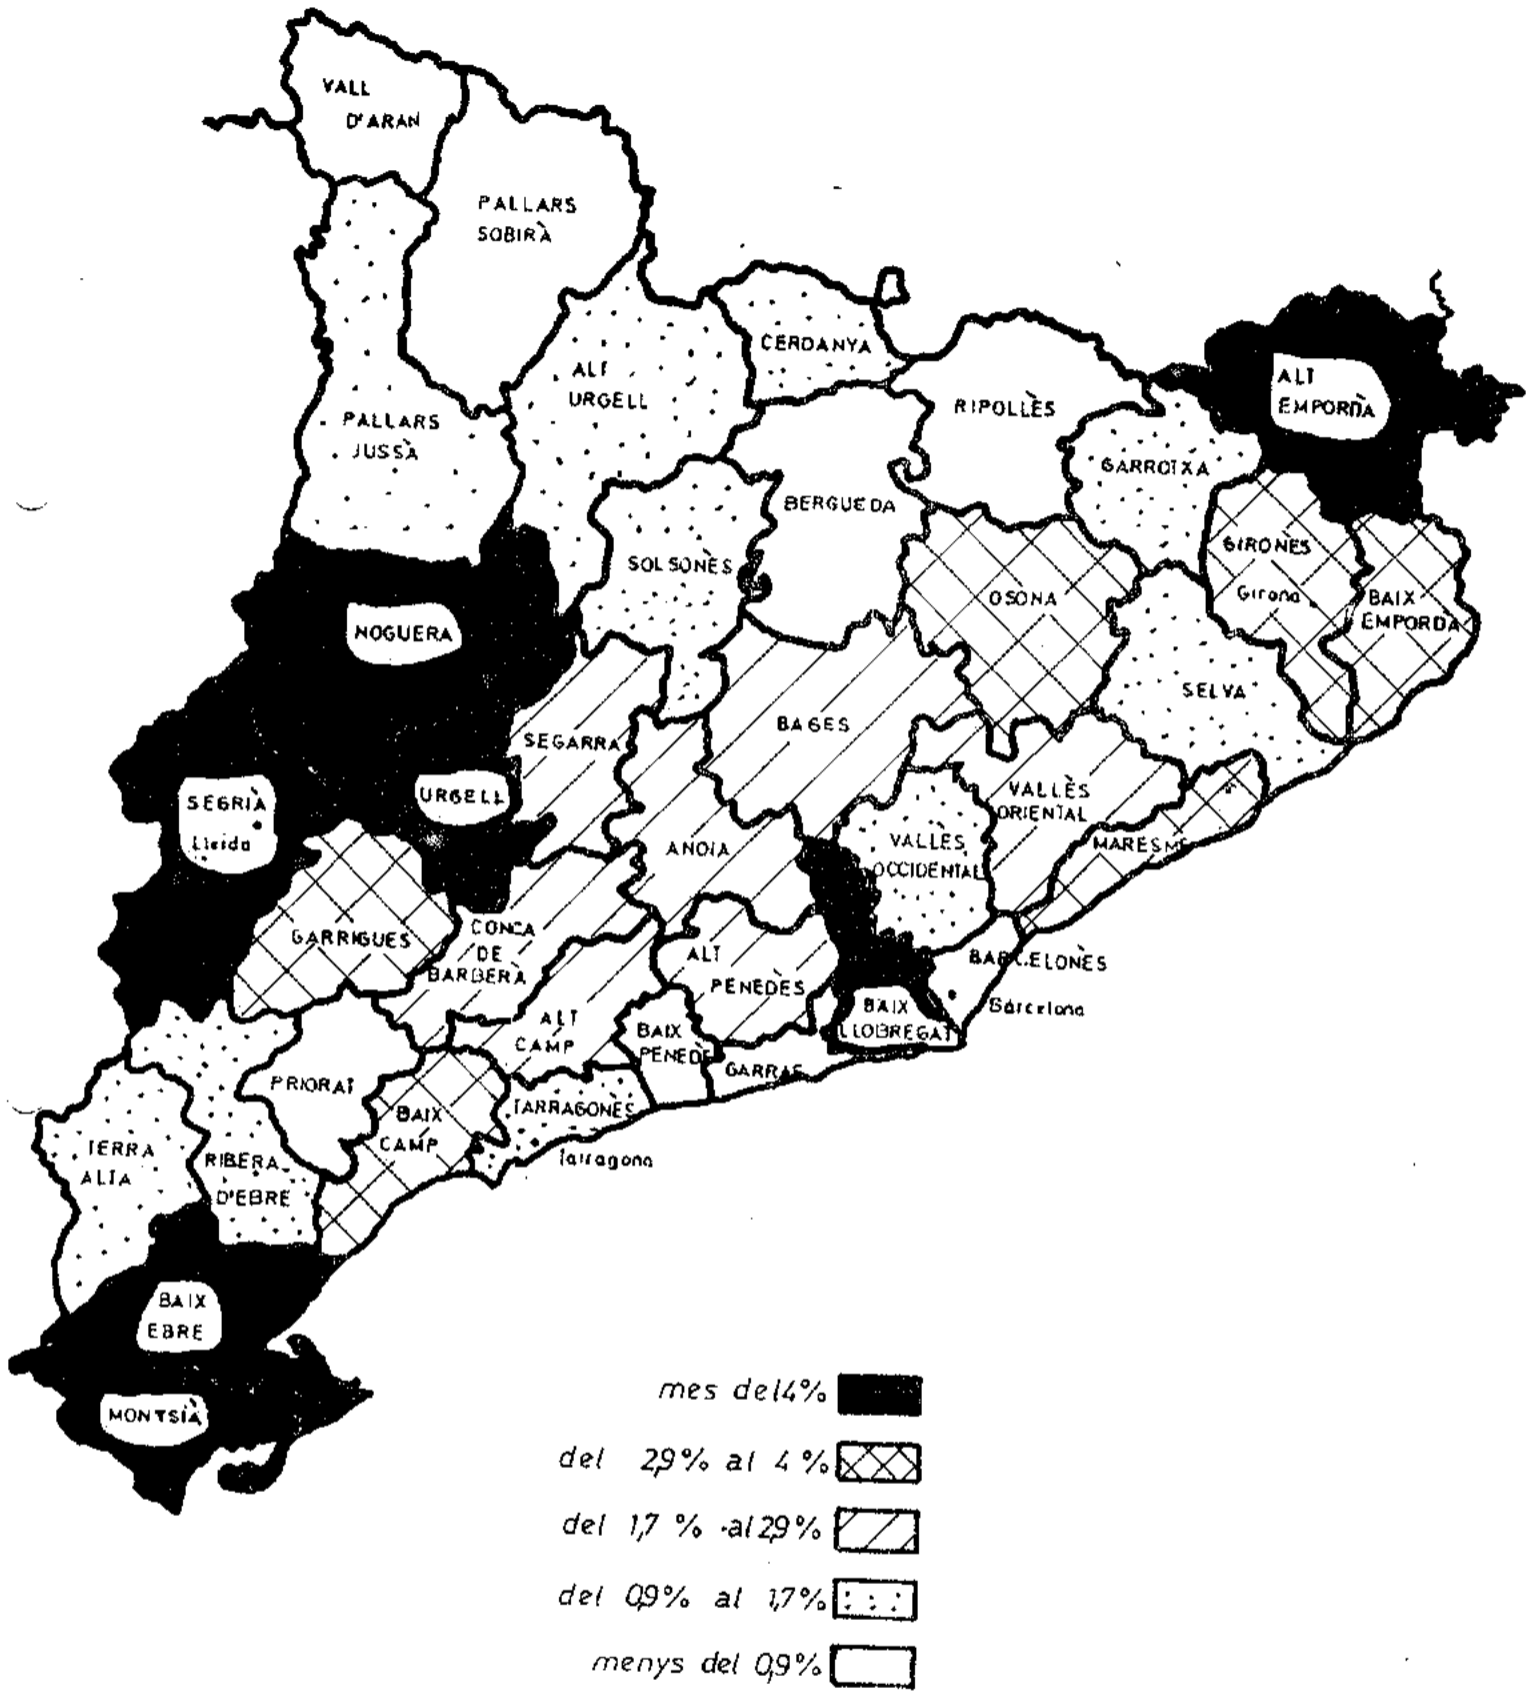 VALL
D'ARAN
PALLARS
SOBIRÀ
CERDANYA
ALT
URGELL
ALT
EMPORDÀ
RIPOLLÈS
PALLARS
JUSSÀ
GARROTXA
BERGUEDA
SOLSONÈS
GIRONÈS
Girona
OSONA
BAIX
EMPORDA
NOGUERA
SELVA
SEGARRA
BAGES
SEGRIÀ
Lleida
URGELL
VALLÈS
ORIENTAL
MARESME
ANOIA
VALLÈS
OCCIDENTAL
GARRIGUES
CONCA
DE
BARBERÀ
ALT
PENEDÈS
BARCELONÈS
Barcelona
BAIX
LLOBREGAT
ALT
CAMP
BAIX
PENEDÈ
GARRAF
PRIORAT
BAIX
CAMP
TARRAGONÈS
Tarragona
TERRA
ALTA
RIBERA
D'EBRE
BAIX
EBRE
MONTSIÀ
mes del 4%
del 2,9% al 4%
del 1,7% al 2,9%
del 0,9% al 1,7%
menys del 0,9%